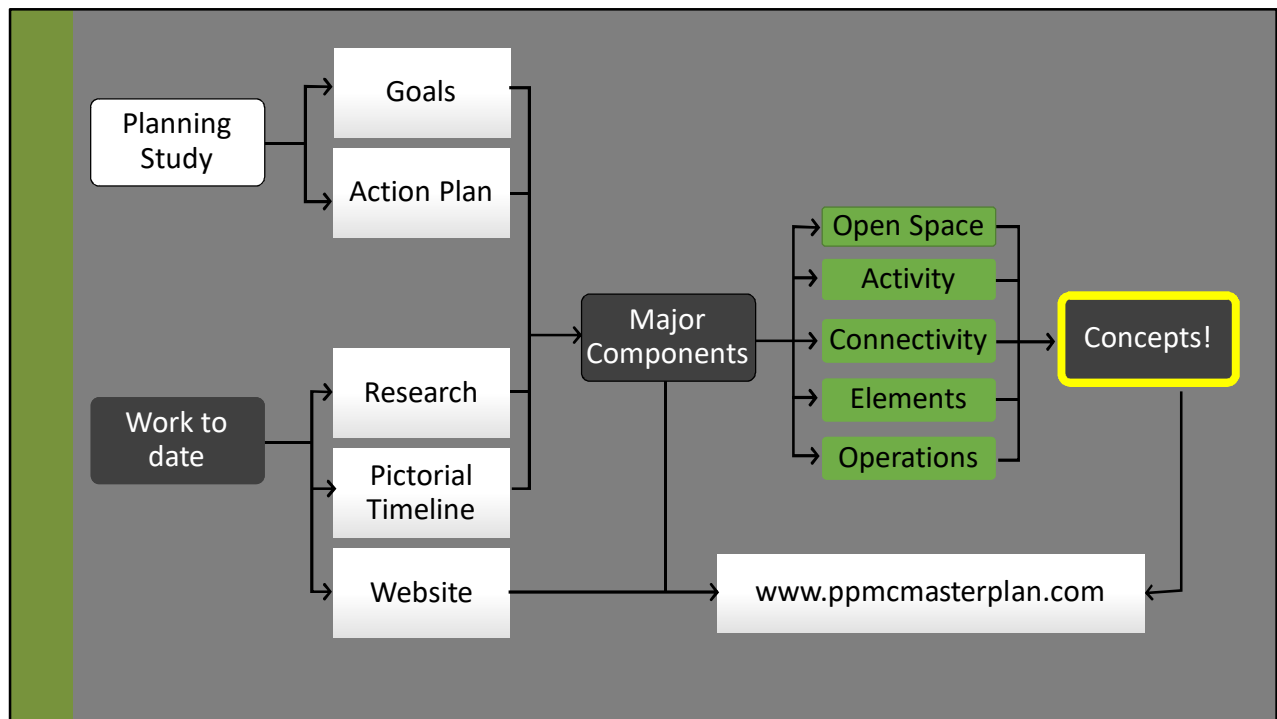 Planning
Study
Goals
Action Plan
Work to
date
Research
Pictorial
Timeline
Website
Major
Components
Open Space
Activity
Connectivity
Elements
Operations
Concepts!
www.ppmcmasterplan.com